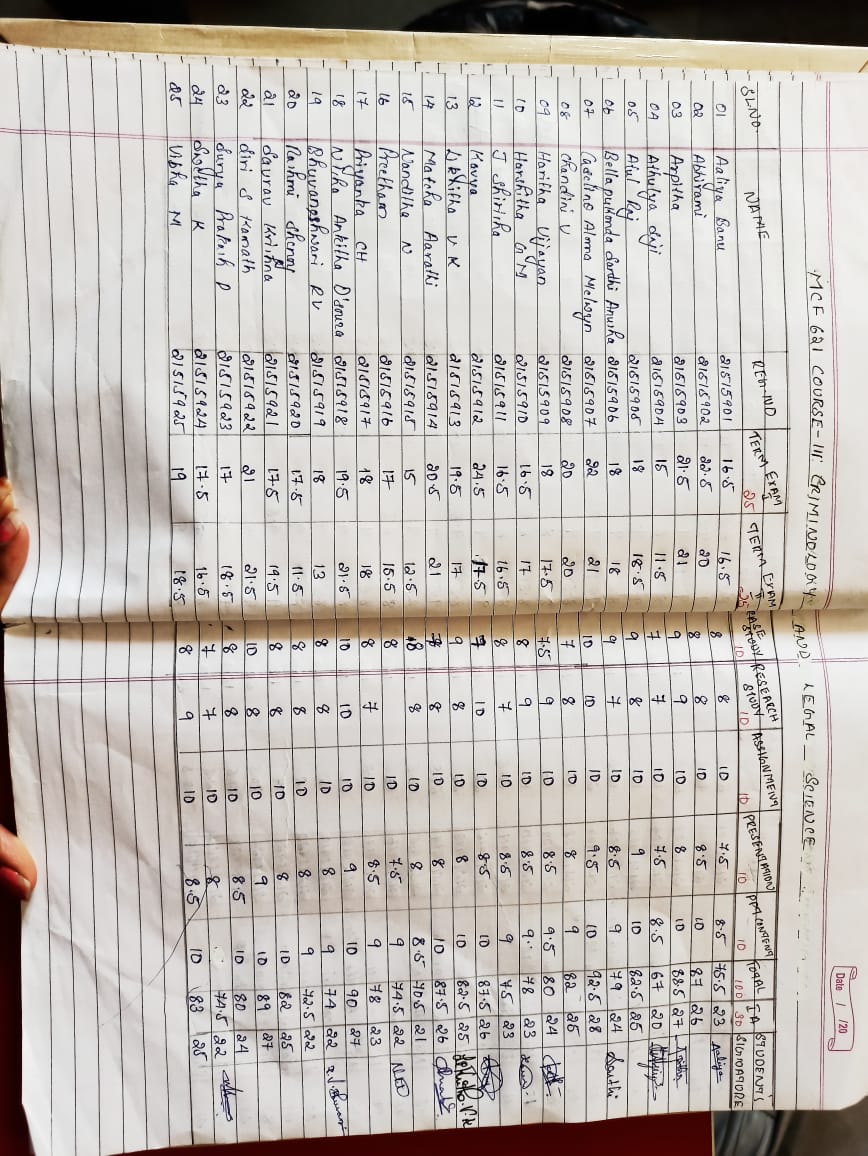 Date / /20
MCF 621 COURSE-III CRIMINOLOGY AND LEGAL SCIENCE
SL.NO. NAME REG-NO TERM EXAM I 25 TERM EXAM II 25 CASE STUDY 10 RESEARCH STUDY 10 ASSIGNMENT 10 PRESENTATION 10 PPT CONTENT 10 TOTAL 100 IA 30 STUDENT'S SIGNATURE
01 Aaliya Banu 21515901 16.5 16.5 8 8 10 7.5 8.5 75.5 23 Aaliya
02 Abhirami 21515902 22.5 20 8 8 10 8.5 10 87 26
03 Arpitha 21515903 21.5 21 9 9 10 8 10 88.5 27
04 Athulya Siji 21515904 15 11.5 7 7 10 7.5 8.5 67 20
05 Atul Raj 21515905 18 18.5 9 8 10 9 10 82.5 25
06 Bellapukonda Santhi Anusha 21515906 18 18 9 7 10 8.5 9 79 24 Santhi
07 21515907 22 21 10 10 10 9.5 10 92.5 28
08 Chandini V 21515908 20 20 7 8 10 8 9 82 25
09 Haritha Vijayan 21515909 18 17.5 7.5 9 10 8.5 9.5 80 24
10 Harshitha G M 21515910 16.5 17 8 9 10 8.5 9 78 23
11 J Shirisha 21515911 16.5 16.5 8 7 10 8.5 9 75 23
12 Kavya 21515912 24.5 17.5 7 10 10 8.5 10 87.5 26
13 Likhitha V K 21515913 19.5 17 9 8 10 8 10 82.5 25 Likhitha.V.K
14 Matcha Aarathi 21515914 20.5 21 8 8 10 8 10 87.5 26
15 Nanditha N 21515915 15 12.5 8 8 10 8 8.5 70.5 21
16 Preetham 21515916 17 15.5 8 10 7.5 9 74.5 22
17 Priyanka CH 21515917 18 18 8 7 10 8.5 9 78 23
18 Nisha Ankitha D'souza 21515918 19.5 21.5 10 10 10 9 10 90 27
19 Bhuvaneshwari R V 21515919 18 13 8 8 10 8 9 74 22
20 Rashmi Shenoy 21515920 17.5 11.5 8 8 10 8 9 72.5 22
21 Saurav Krishna 21515921 17.5 19.5 8 8 10 8 10 82 25
22 Siri S Kamath 21515922 21 21.5 10 8 10 9 10 89 27
23 Surya Prakash P 21515923 17 18.5 8 8 10 8.5 10 80 24
24 Swetha K 21515924 17.5 16.5 7 7 10 8 74.5 22
25 Vibha M 21515925 19 18.5 8 9 10 8.5 10 83 25